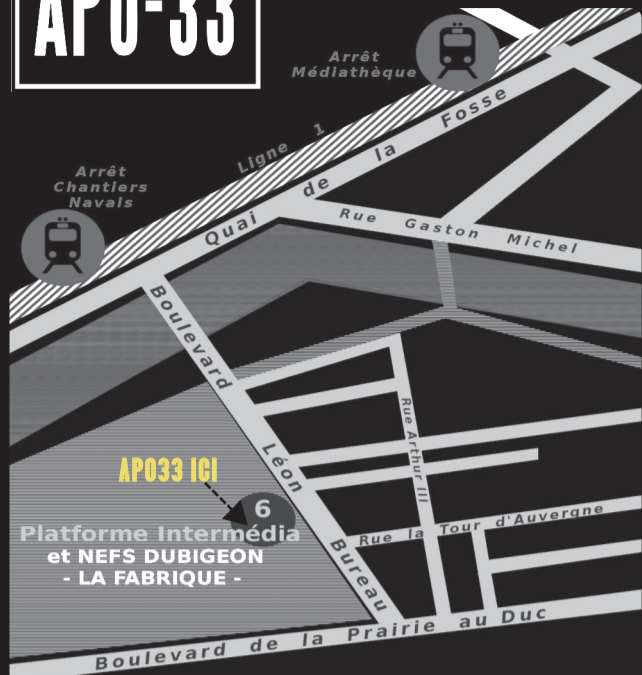 APO-33
Arrêt
Médiathèque
Ligne 1
Arrêt
Chantiers
Navals
Quai de la Fosse
Rue Gaston Michel
Boulevard Léon Bureau
Rue Arthur III
APO33 ICI
6
Platforme Intermédia
et NEFS DUBIGEON
- LA FABRIQUE -
Rue la Tour d'Auvergne
Boulevard de la Prairie au Duc